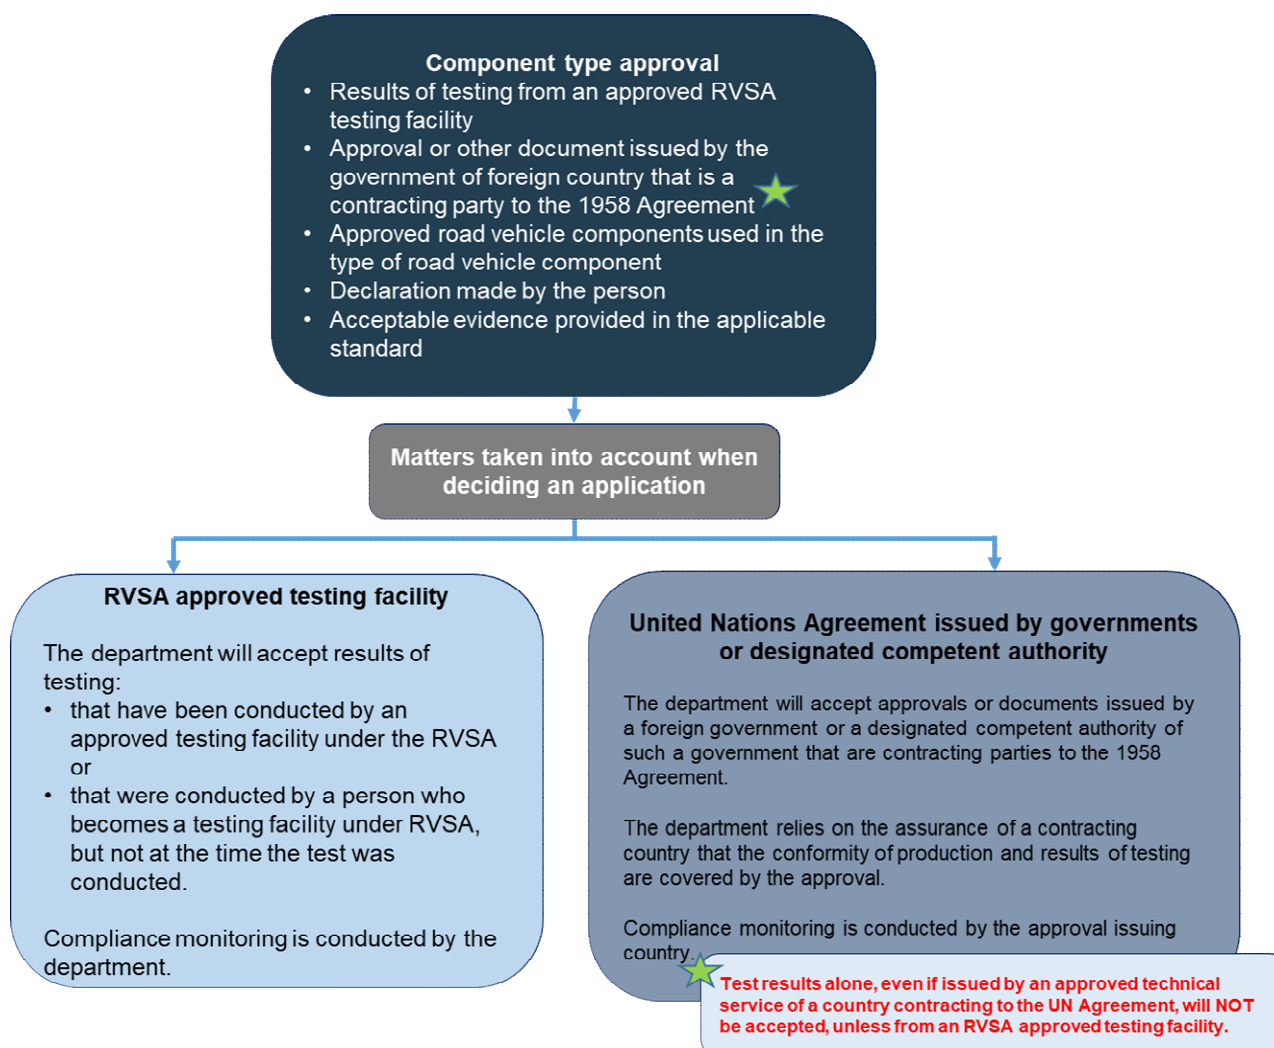 Component type approval
• Results of testing from an approved RVSA
testing facility
• Approval or other document issued by the
government of foreign country that is a
contracting party to the 1958 Agreement
• Approved road vehicle components used in the
type of road vehicle component
• Declaration made by the person
• Acceptable evidence provided in the applicable
standard
Matters taken into account when
deciding an application
RVSA approved testing facility
The department will accept results of
testing:
• that have been conducted by an
approved testing facility under the RVSA
or
• that were conducted by a person who
becomes a testing facility under RVSA,
but not at the time the test was
conducted.
Compliance monitoring is conducted by the
department.
United Nations Agreement issued by governments
or designated competent authority
The department will accept approvals or documents issued by
a foreign government or a designated competent authority of
such a government that are contracting parties to the 1958
Agreement.
The department relies on the assurance of a contracting
country that the conformity of production and results of testing
are covered by the approval.
Compliance monitoring is conducted by the approval issuing
country.
Test results alone, even if issued by an approved technical
service of a country contracting to the UN Agreement, will NOT
be accepted, unless from an RVSA approved testing facility.